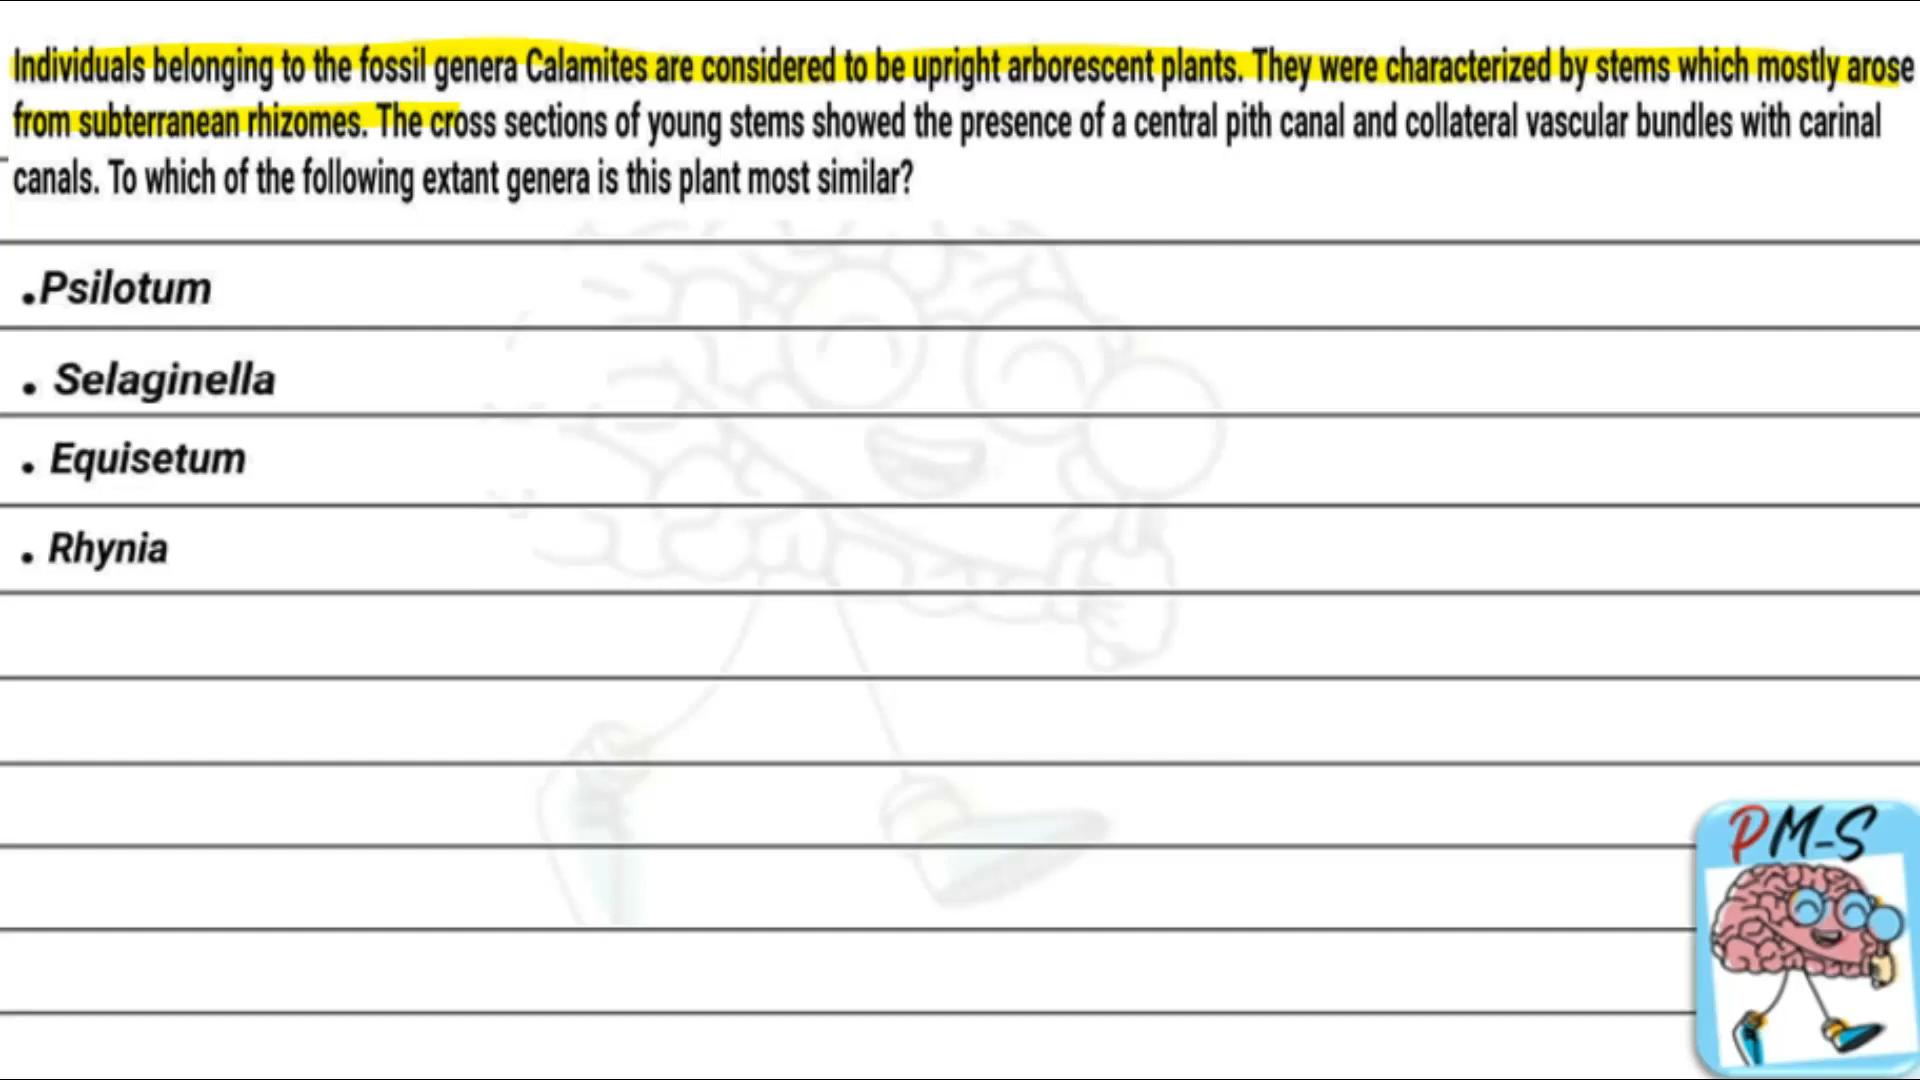 Individuals belonging to the fossil genera Calamites are considered to be upright arborescent plants. They were characterized by stems which mostly arose
from subterranean rhizomes. The cross sections of young stems showed the presence of a central pith canal and collateral vascular bundles with carinal
canals. To which of the following extant genera is this plant most similar?
.Psilotum
. Selaginella
. Equisetum
. Rhynia
PM-S